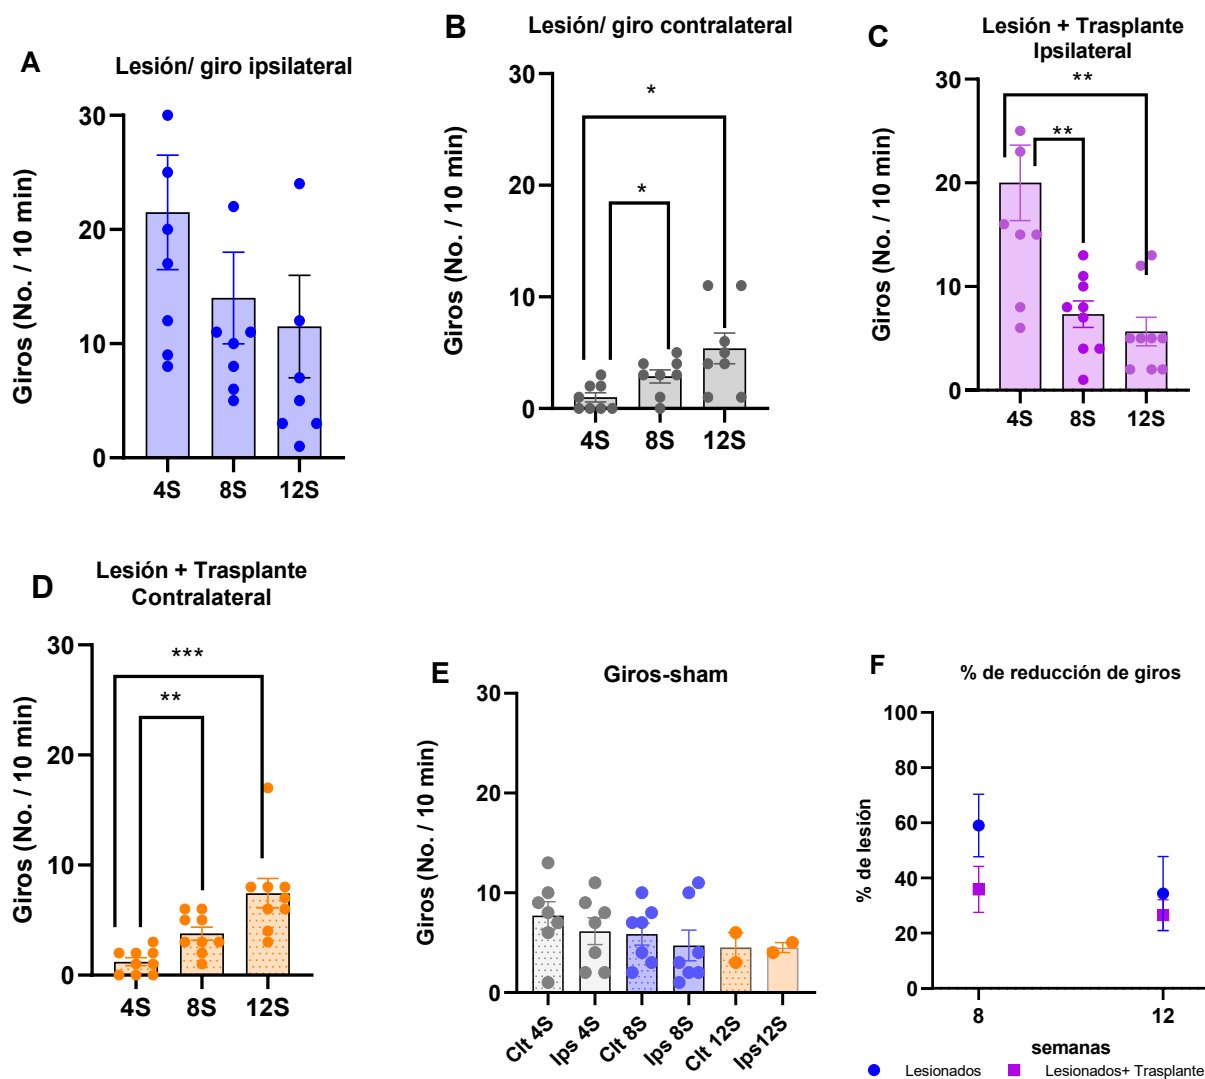 A
Lesión/ giro ipsilateral
Giros (No. / 10 min)
30
20
10
0
4S 8S 12S
B
Lesión/ giro contralateral
Giros (No. / 10 min)
30
20
10
0
*
*
4S 8S 12S
C
Lesión + Trasplante
Ipsilateral
Giros (No. / 10 min)
30
20
10
0
**
**
4S 8S 12S
D
Lesión + Trasplante
Contralateral
Giros (No. / 10 min)
30
20
10
0
***
**
4S 8S 12S
E
Giros-sham
Giros (No. / 10 min)
30
20
10
0
Clt 4S
Ips 4S
Clt 8S
Ips 8S
Clt 12S
Ips12S
F
% de reducción de giros
% de lesión
100
80
60
40
20
0
8 12
semanas
Lesionados Lesionados+ Trasplante